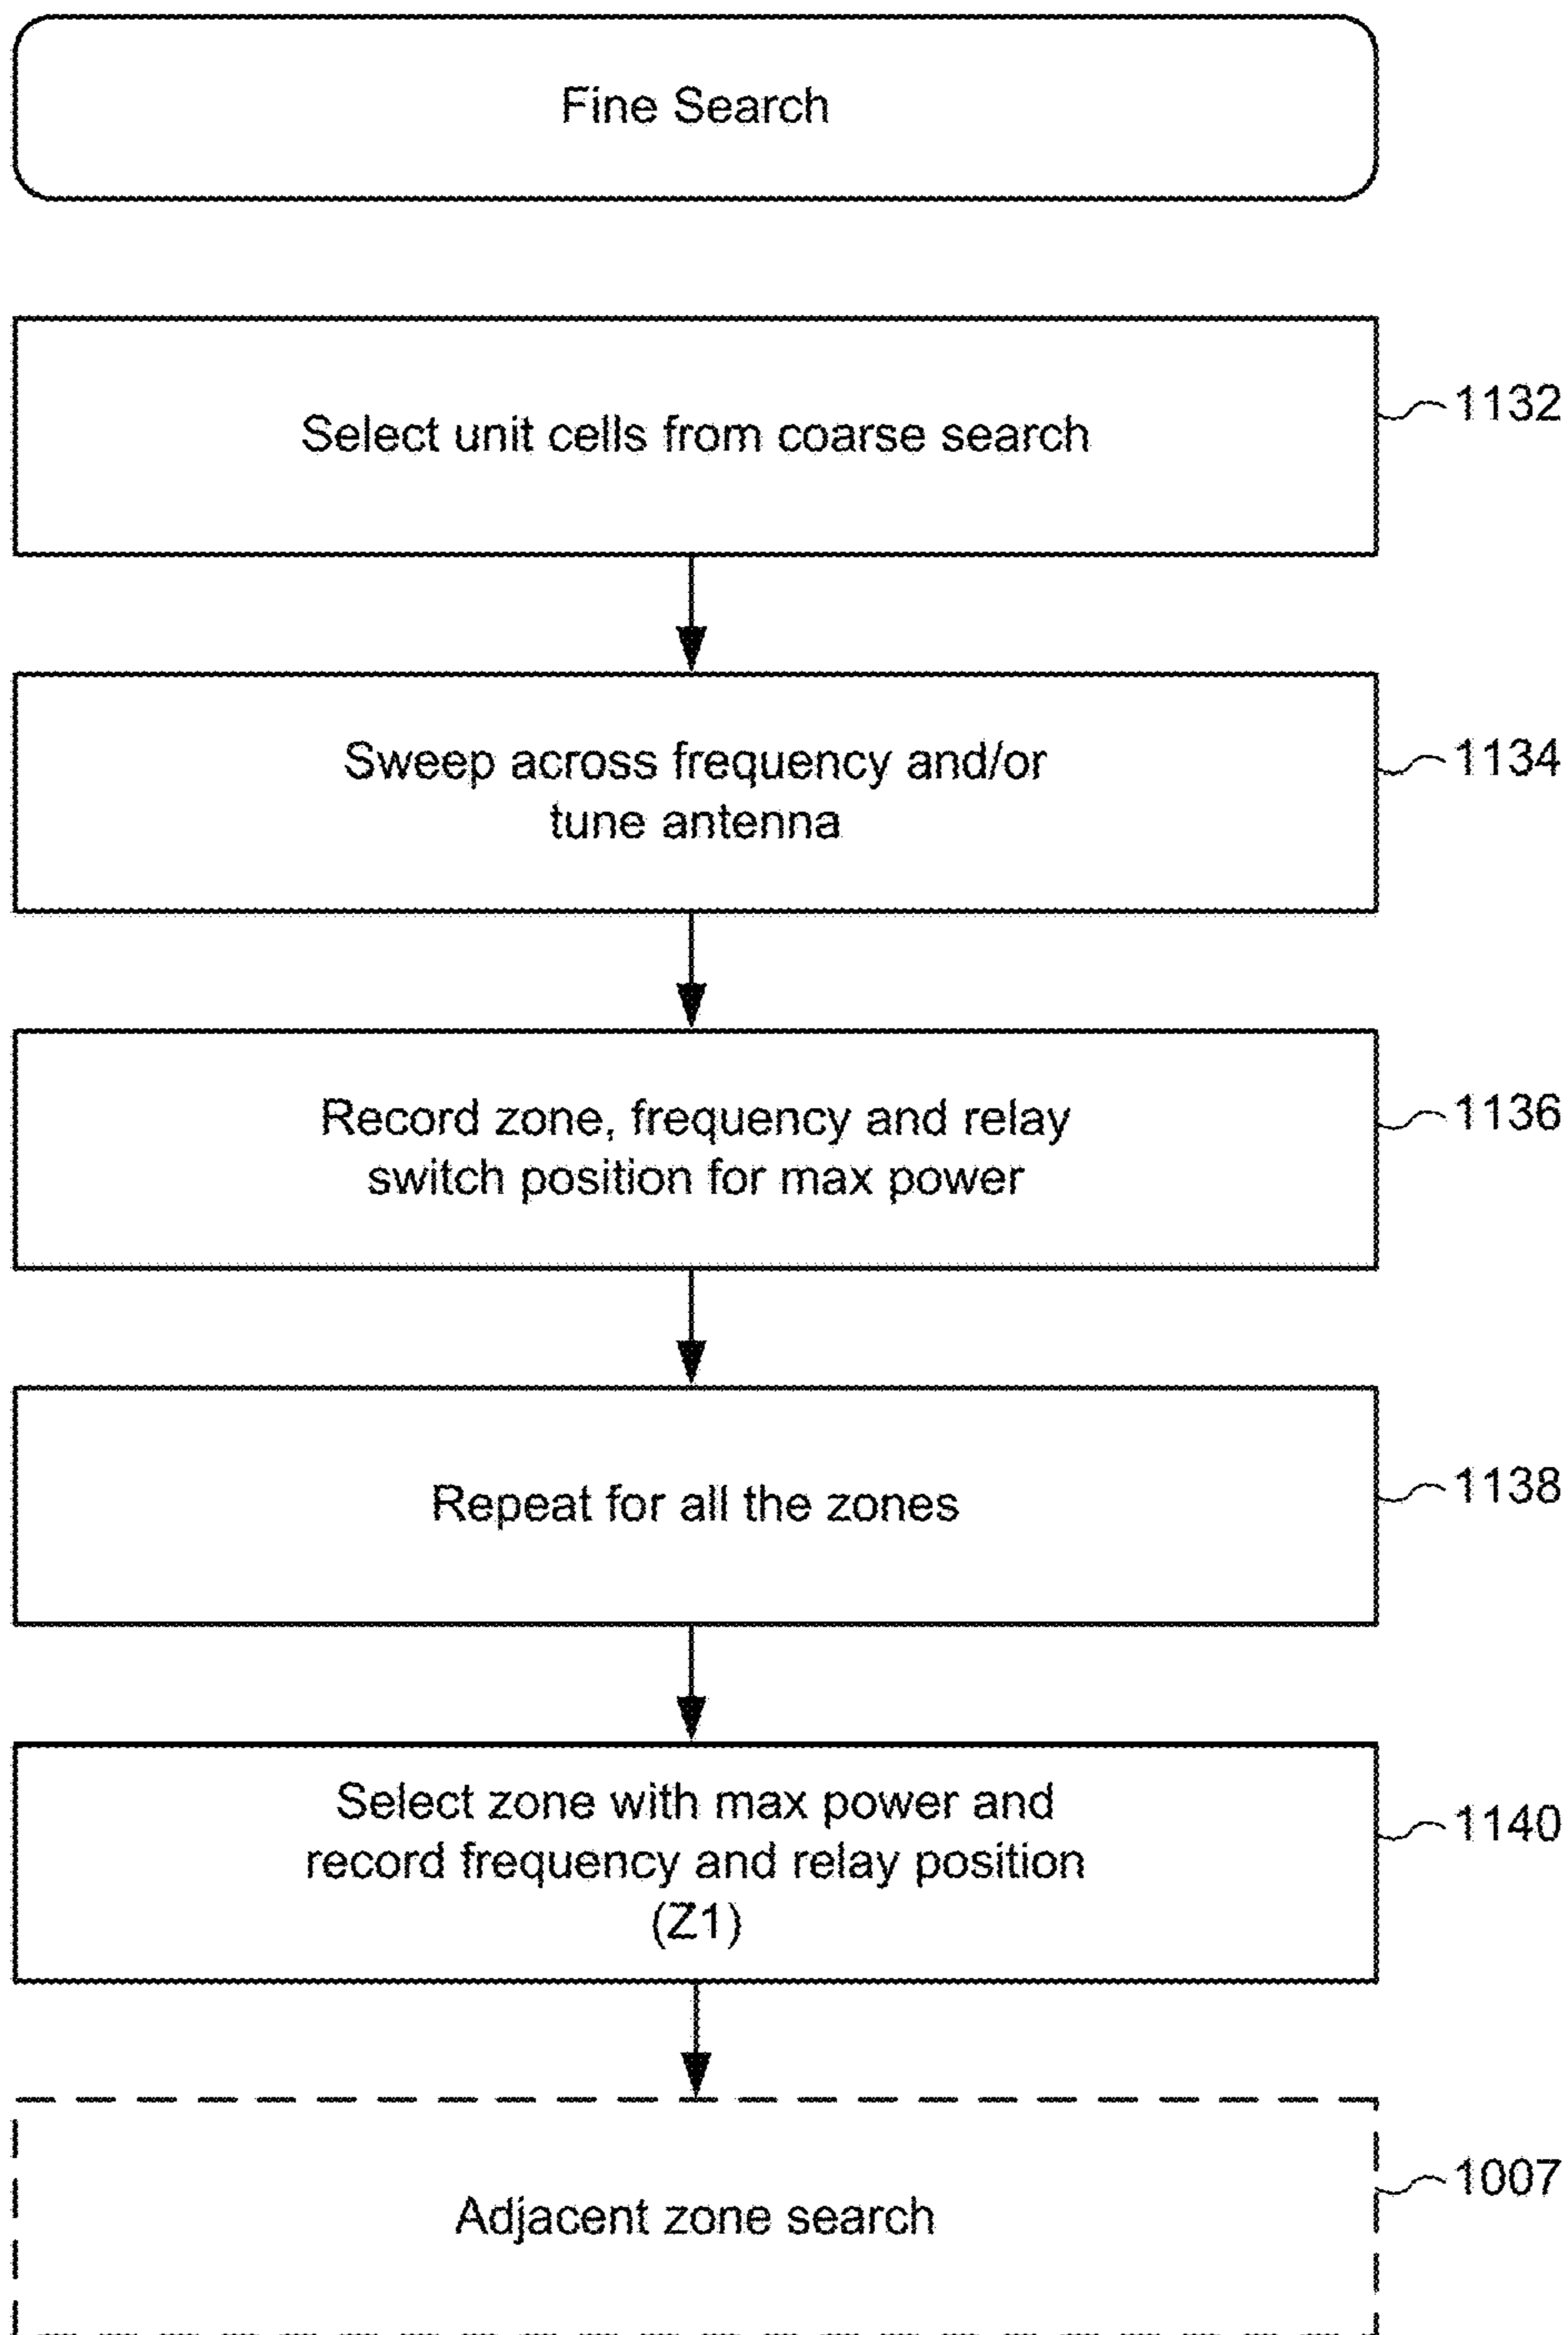 Fine Search
Select unit cells from coarse search
1132
Sweep across frequency and/or
tune antenna
1134
Record zone, frequency and relay
switch position for max power
1136
Repeat for all the zones
1138
Select zone with max power and
record frequency and relay position
(Z1)
1140
Adjacent zone search
1007